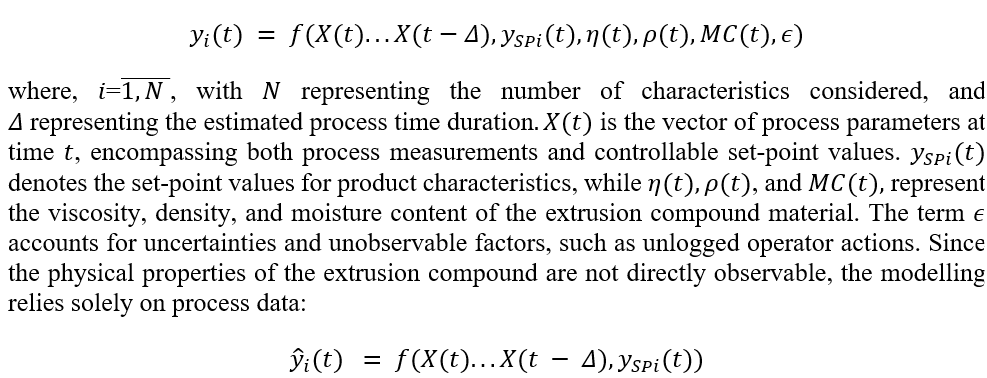 yᵢ(t) = f(X(t)…X(t − Δ), y_SPi(t), η(t), ρ(t), MC(t), ϵ)
where, i=1, N̅, with N representing the number of characteristics considered, and
Δ representing the estimated process time duration. X(t) is the vector of process parameters at
time t, encompassing both process measurements and controllable set-point values. y_SPi(t)
denotes the set-point values for product characteristics, while η(t), ρ(t), and MC(t), represent
the viscosity, density, and moisture content of the extrusion compound material. The term ϵ
accounts for uncertainties and unobservable factors, such as unlogged operator actions. Since
the physical properties of the extrusion compound are not directly observable, the modelling
relies solely on process data:
ŷᵢ(t) = f(X(t)…X(t − Δ), y_SPi(t))